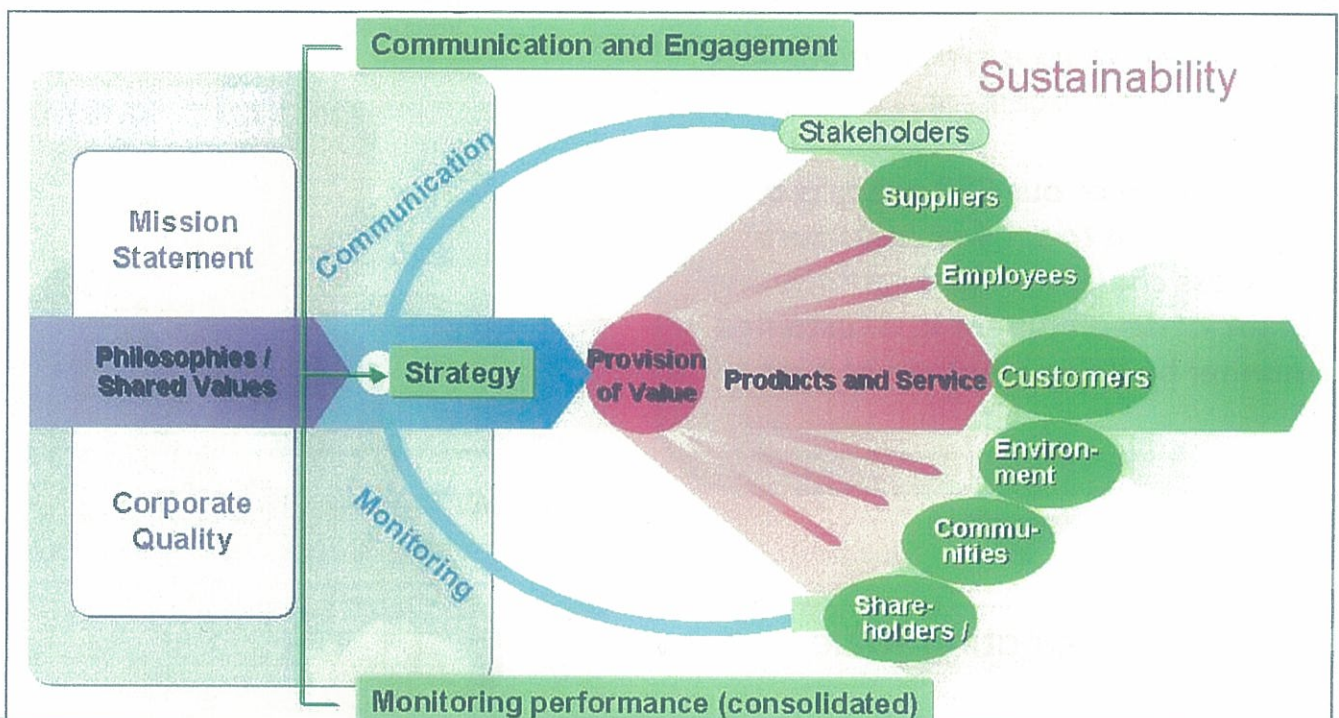 Communication and Engagement
Sustainability
Stakeholders
Communication
Suppliers
Mission
Statement
Employees
Philosophies /
Shared Values
Strategy
Provision
of Value
Products and Service
Customers
Environ-
ment
Corporate
Quality
Monitoring
Commu-
nities
Share-
holders /
Monitoring performance (consolidated)